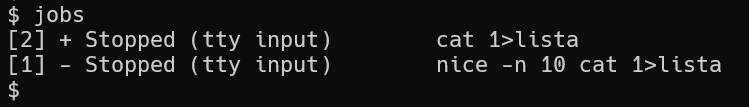 $ jobs
[2] + Stopped (tty input)        cat 1>lista
[1] - Stopped (tty input)        nice -n 10 cat 1>lista
$